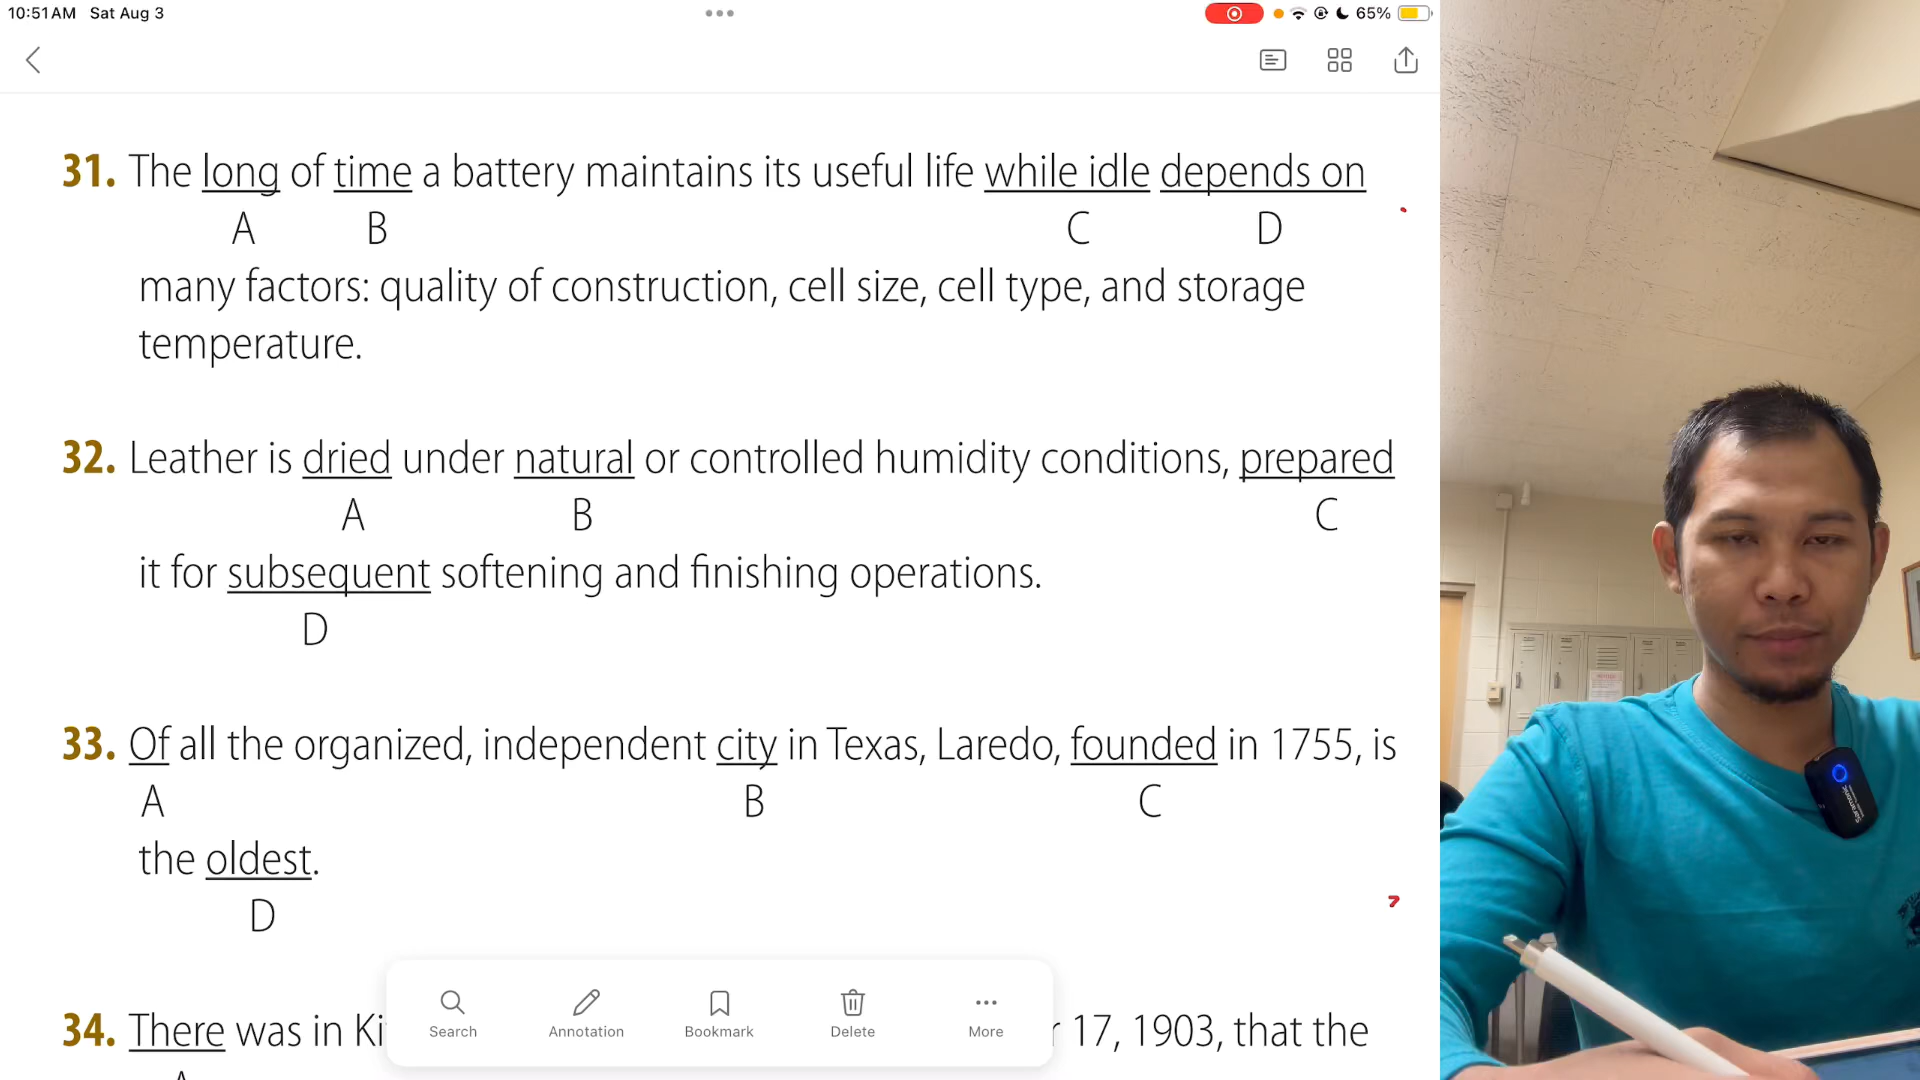 10:51AM Sat Aug 3
65%
31. The long of time a battery maintains its useful life while idle depends on
A B C D
many factors: quality of construction, cell size, cell type, and storage
temperature.
32. Leather is dried under natural or controlled humidity conditions, prepared
A B C
it for subsequent softening and finishing operations.
D
33. Of all the organized, independent city in Texas, Laredo, founded in 1755, is
A B C
the oldest.
D
34. There was in Ki 17, 1903, that the
A
Search Annotation Bookmark Delete More
Saramonic